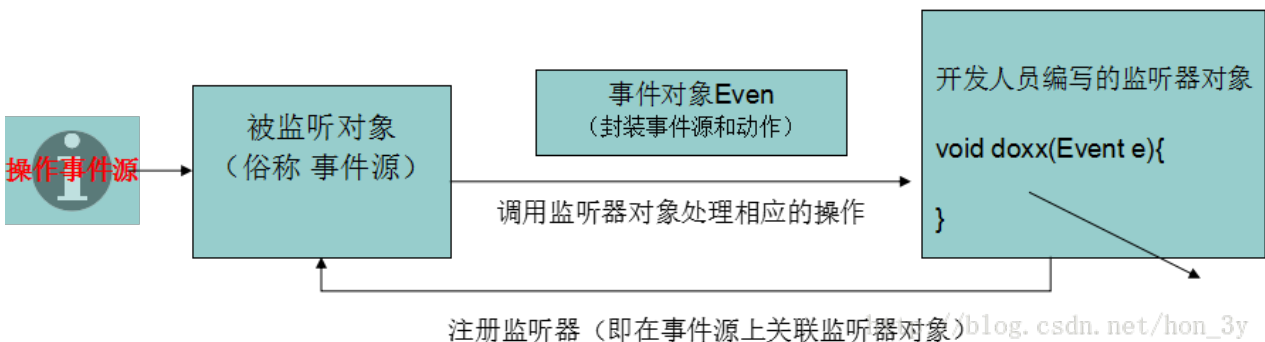 操作事件源
被监听对象
（俗称 事件源）
事件对象Even
（封装事件源和动作）
调用监听器对象处理相应的操作
开发人员编写的监听器对象
void doxx(Event e){
}
注册监听器（即在事件源上关联监听器对象）
//blog.csdn.net/hon_3y